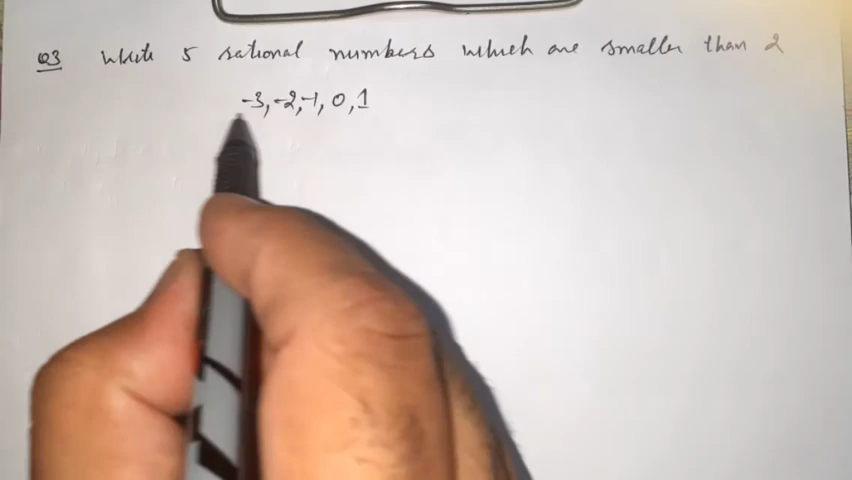 Q3 Write 5 rational numbers which are smaller than 2
-3, -2, -1, 0, 1